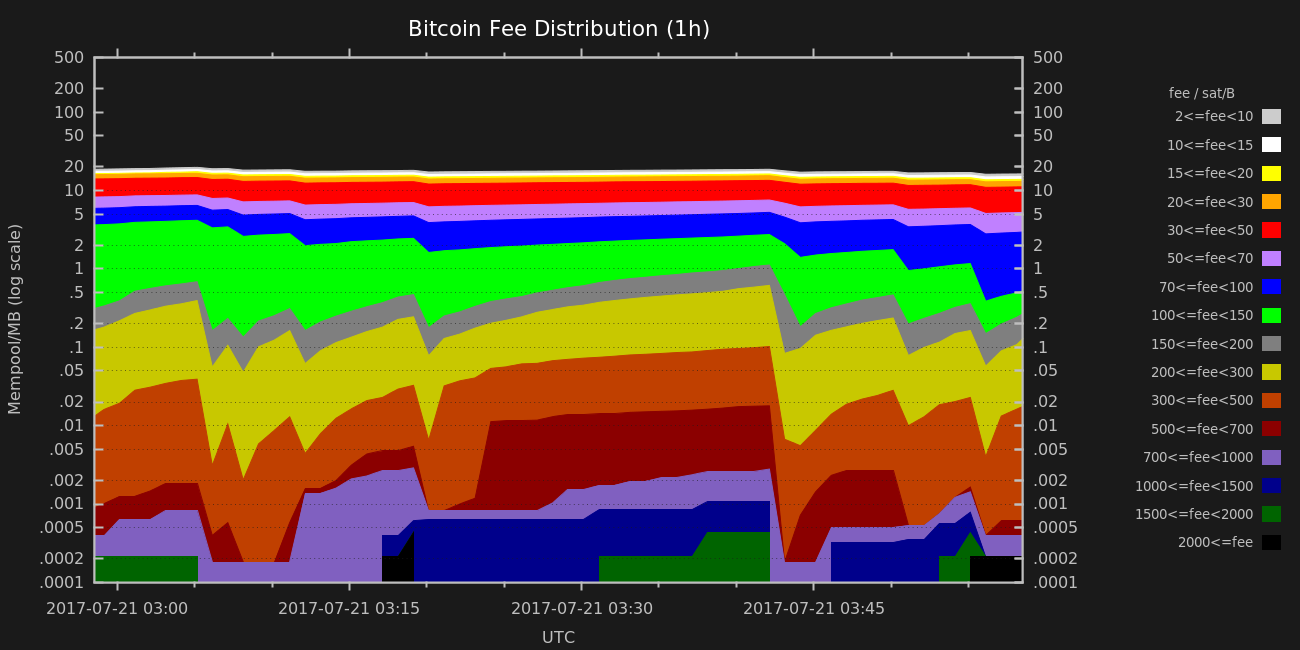 Bitcoin Fee Distribution (1h)
500 500
200 200
100 100
50 50
20 20
10 10
5 5
2 2
1 1
.5 .5
.2 .2
.1 .1
.05 .05
.02 .02
.01 .01
.005 .005
.002 .002
.001 .001
.0005 .0005
.0002 .0002
.0001 .0001
Mempool/MB (log scale)
2017-07-21 03:00 2017-07-21 03:15 2017-07-21 03:30 2017-07-21 03:45
UTC
fee / sat/B
2<=fee<10
10<=fee<15
15<=fee<20
20<=fee<30
30<=fee<50
50<=fee<70
70<=fee<100
100<=fee<150
150<=fee<200
200<=fee<300
300<=fee<500
500<=fee<700
700<=fee<1000
1000<=fee<1500
1500<=fee<2000
2000<=fee